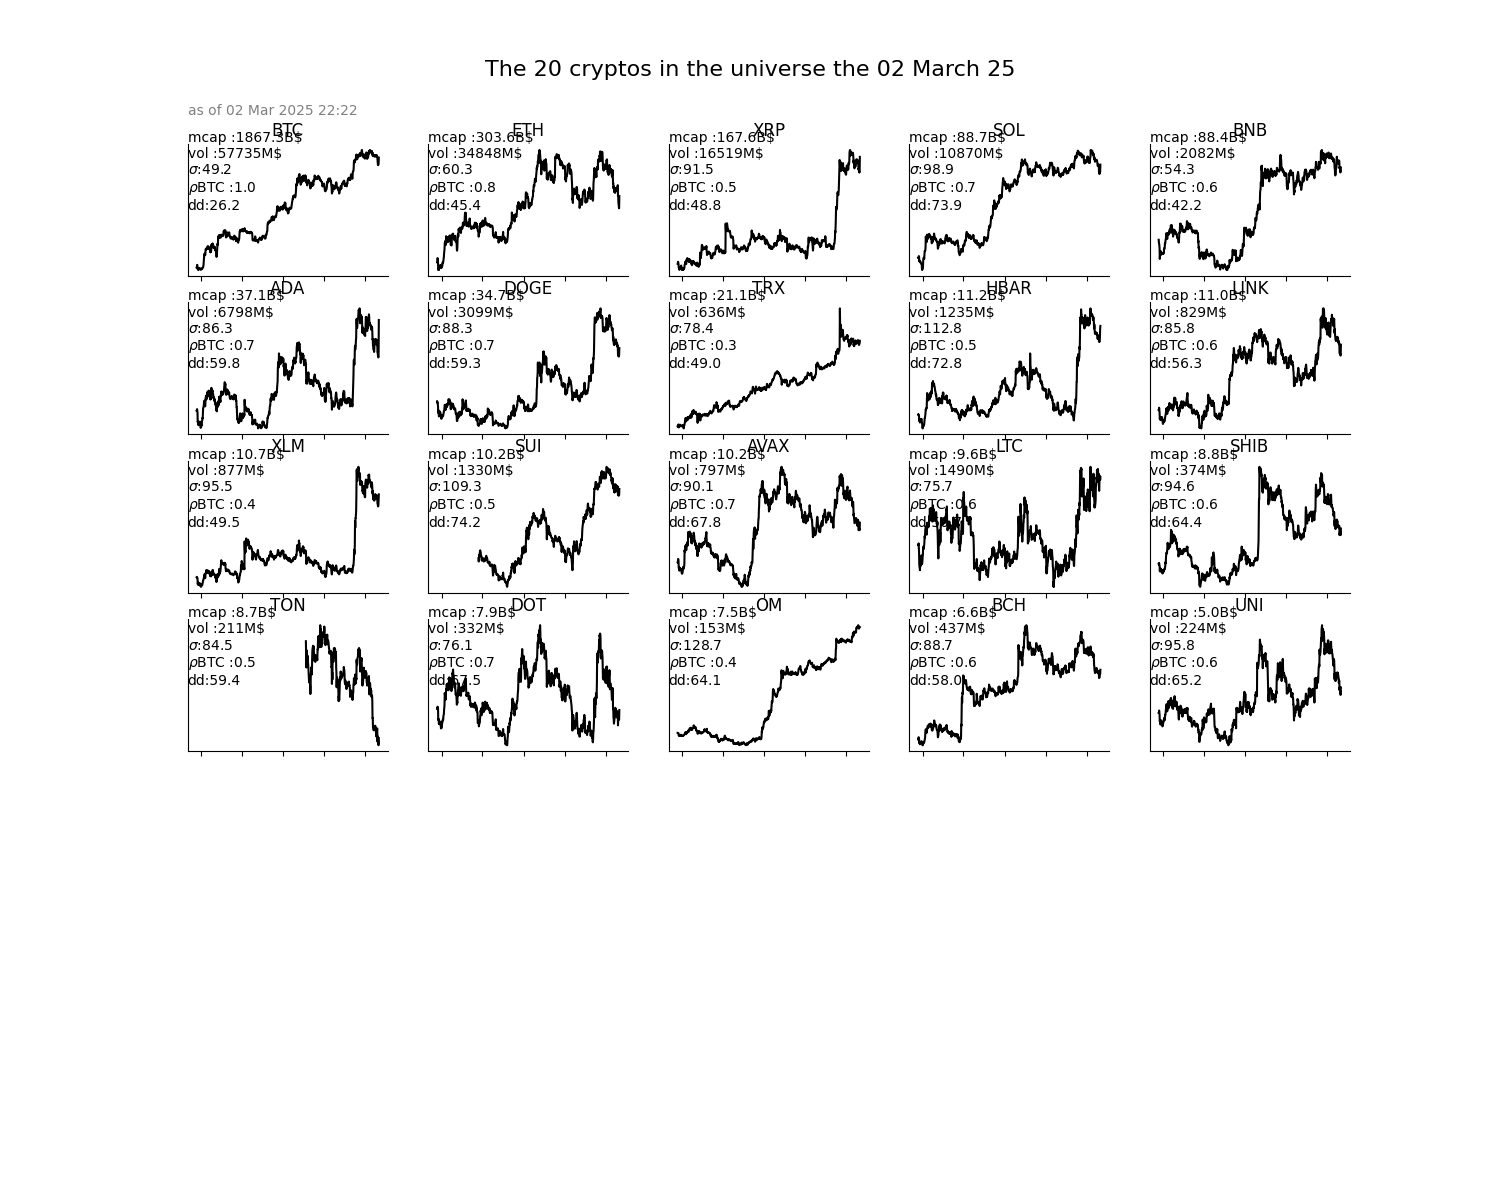 The 20 cryptos in the universe the 02 March 25
as of 02 Mar 2025 22:22
BTC
mcap :1867.3B$
vol :57735M$
σ:49.2
ρBTC :1.0
dd:26.2
ETH
mcap :303.6B$
vol :34848M$
σ:60.3
ρBTC :0.8
dd:45.4
XRP
mcap :167.6B$
vol :16519M$
σ:91.5
ρBTC :0.5
dd:48.8
SOL
mcap :88.7B$
vol :10870M$
σ:98.9
ρBTC :0.7
dd:73.9
BNB
mcap :88.4B$
vol :2082M$
σ:54.3
ρBTC :0.6
dd:42.2
ADA
mcap :37.1B$
vol :6798M$
σ:86.3
ρBTC :0.7
dd:59.8
DOGE
mcap :34.7B$
vol :3099M$
σ:88.3
ρBTC :0.7
dd:59.3
TRX
mcap :21.1B$
vol :636M$
σ:78.4
ρBTC :0.3
dd:49.0
HBAR
mcap :11.2B$
vol :1235M$
σ:112.8
ρBTC :0.5
dd:72.8
LINK
mcap :11.0B$
vol :829M$
σ:85.8
ρBTC :0.6
dd:56.3
XLM
mcap :10.7B$
vol :877M$
σ:95.5
ρBTC :0.4
dd:49.5
SUI
mcap :10.2B$
vol :1330M$
σ:109.3
ρBTC :0.5
dd:74.2
AVAX
mcap :10.2B$
vol :797M$
σ:90.1
ρBTC :0.7
dd:67.8
LTC
mcap :9.6B$
vol :1490M$
σ:75.7
ρBTC :0.6
SHIB
mcap :8.8B$
vol :374M$
σ:94.6
ρBTC :0.6
dd:64.4
TON
mcap :8.7B$
vol :211M$
σ:84.5
ρBTC :0.5
dd:59.4
DOT
mcap :7.9B$
vol :332M$
σ:76.1
ρBTC :0.7
dd:67.5
OM
mcap :7.5B$
vol :153M$
σ:128.7
ρBTC :0.4
dd:64.1
BCH
mcap :6.6B$
vol :437M$
σ:88.7
ρBTC :0.6
dd:58.0
UNI
mcap :5.0B$
vol :224M$
σ:95.8
ρBTC :0.6
dd:65.2